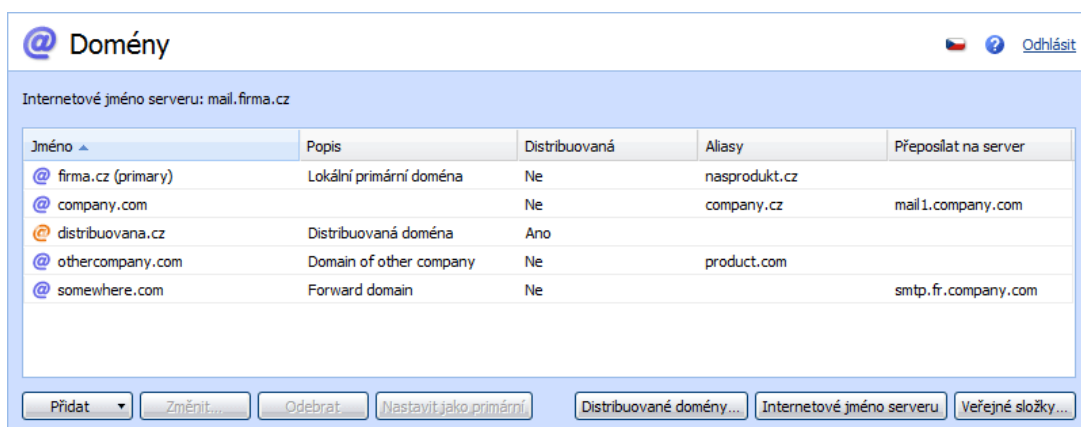 @ Domény
Odhlásit
Internetové jméno serveru: mail.firma.cz
Jméno Popis Distribuovaná Aliasy Přeposílat na server
@ firma.cz (primary) Lokální primární doména Ne nasprodukt.cz
@ company.com Ne company.cz mail1.company.com
@ distribuovana.cz Distribuovaná doména Ano
@ othercompany.com Domain of other company Ne product.com
@ somewhere.com Forward domain Ne smtp.fr.company.com
Přidat Změnit... Odebrat Nastavit jako primární Distribuované domény... Internetové jméno serveru Veřejné složky...